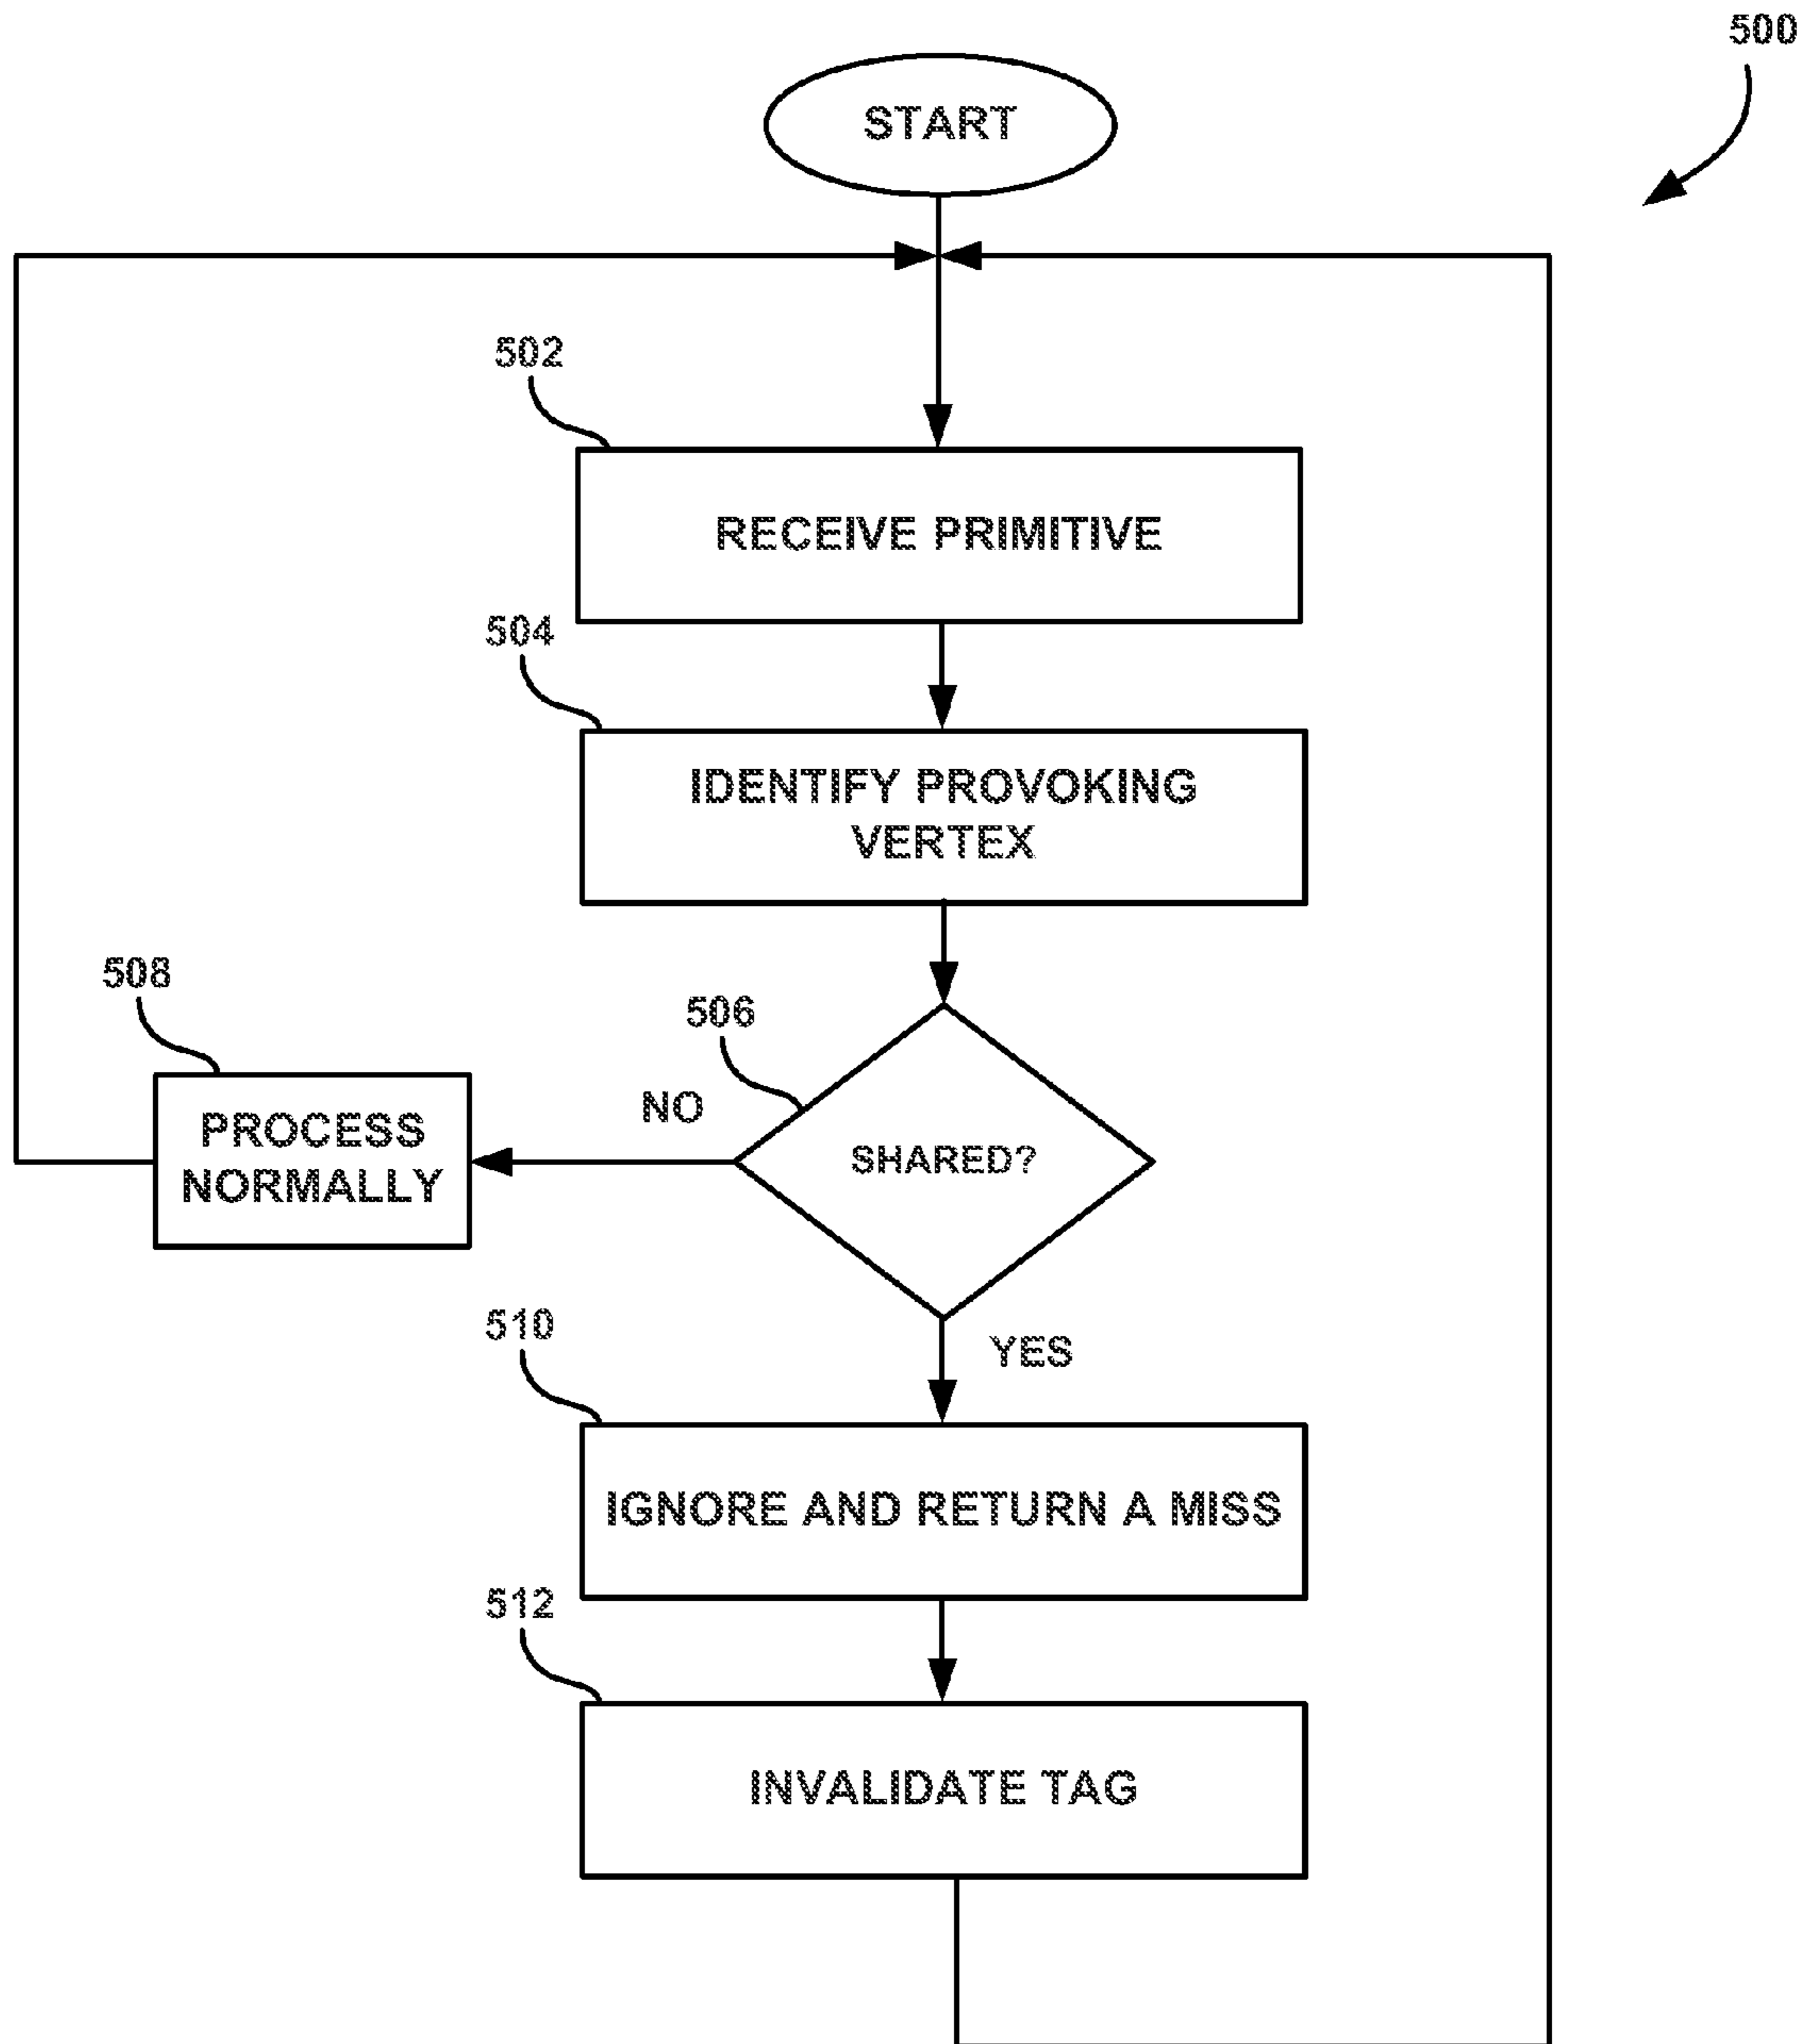 500
START
502
RECEIVE PRIMITIVE
504
IDENTIFY PROVOKING
VERTEX
508
506
NO
PROCESS
NORMALLY
SHARED?
510
YES
IGNORE AND RETURN A MISS
512
INVALIDATE TAG